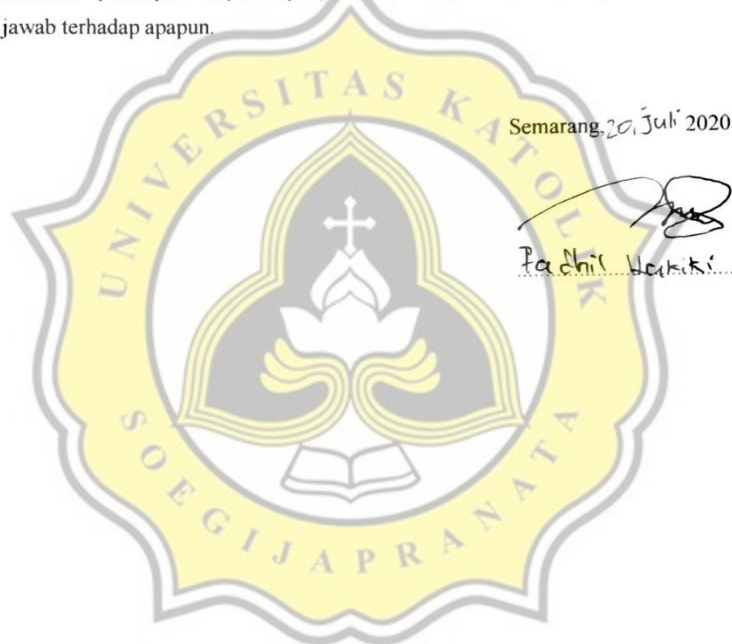 jawab terhadap apapun.
UNIVERSITAS KATOLIK
Semarang, 20, Juli 2020
Fadhil Hakiki
SOEGIJAPRANATA